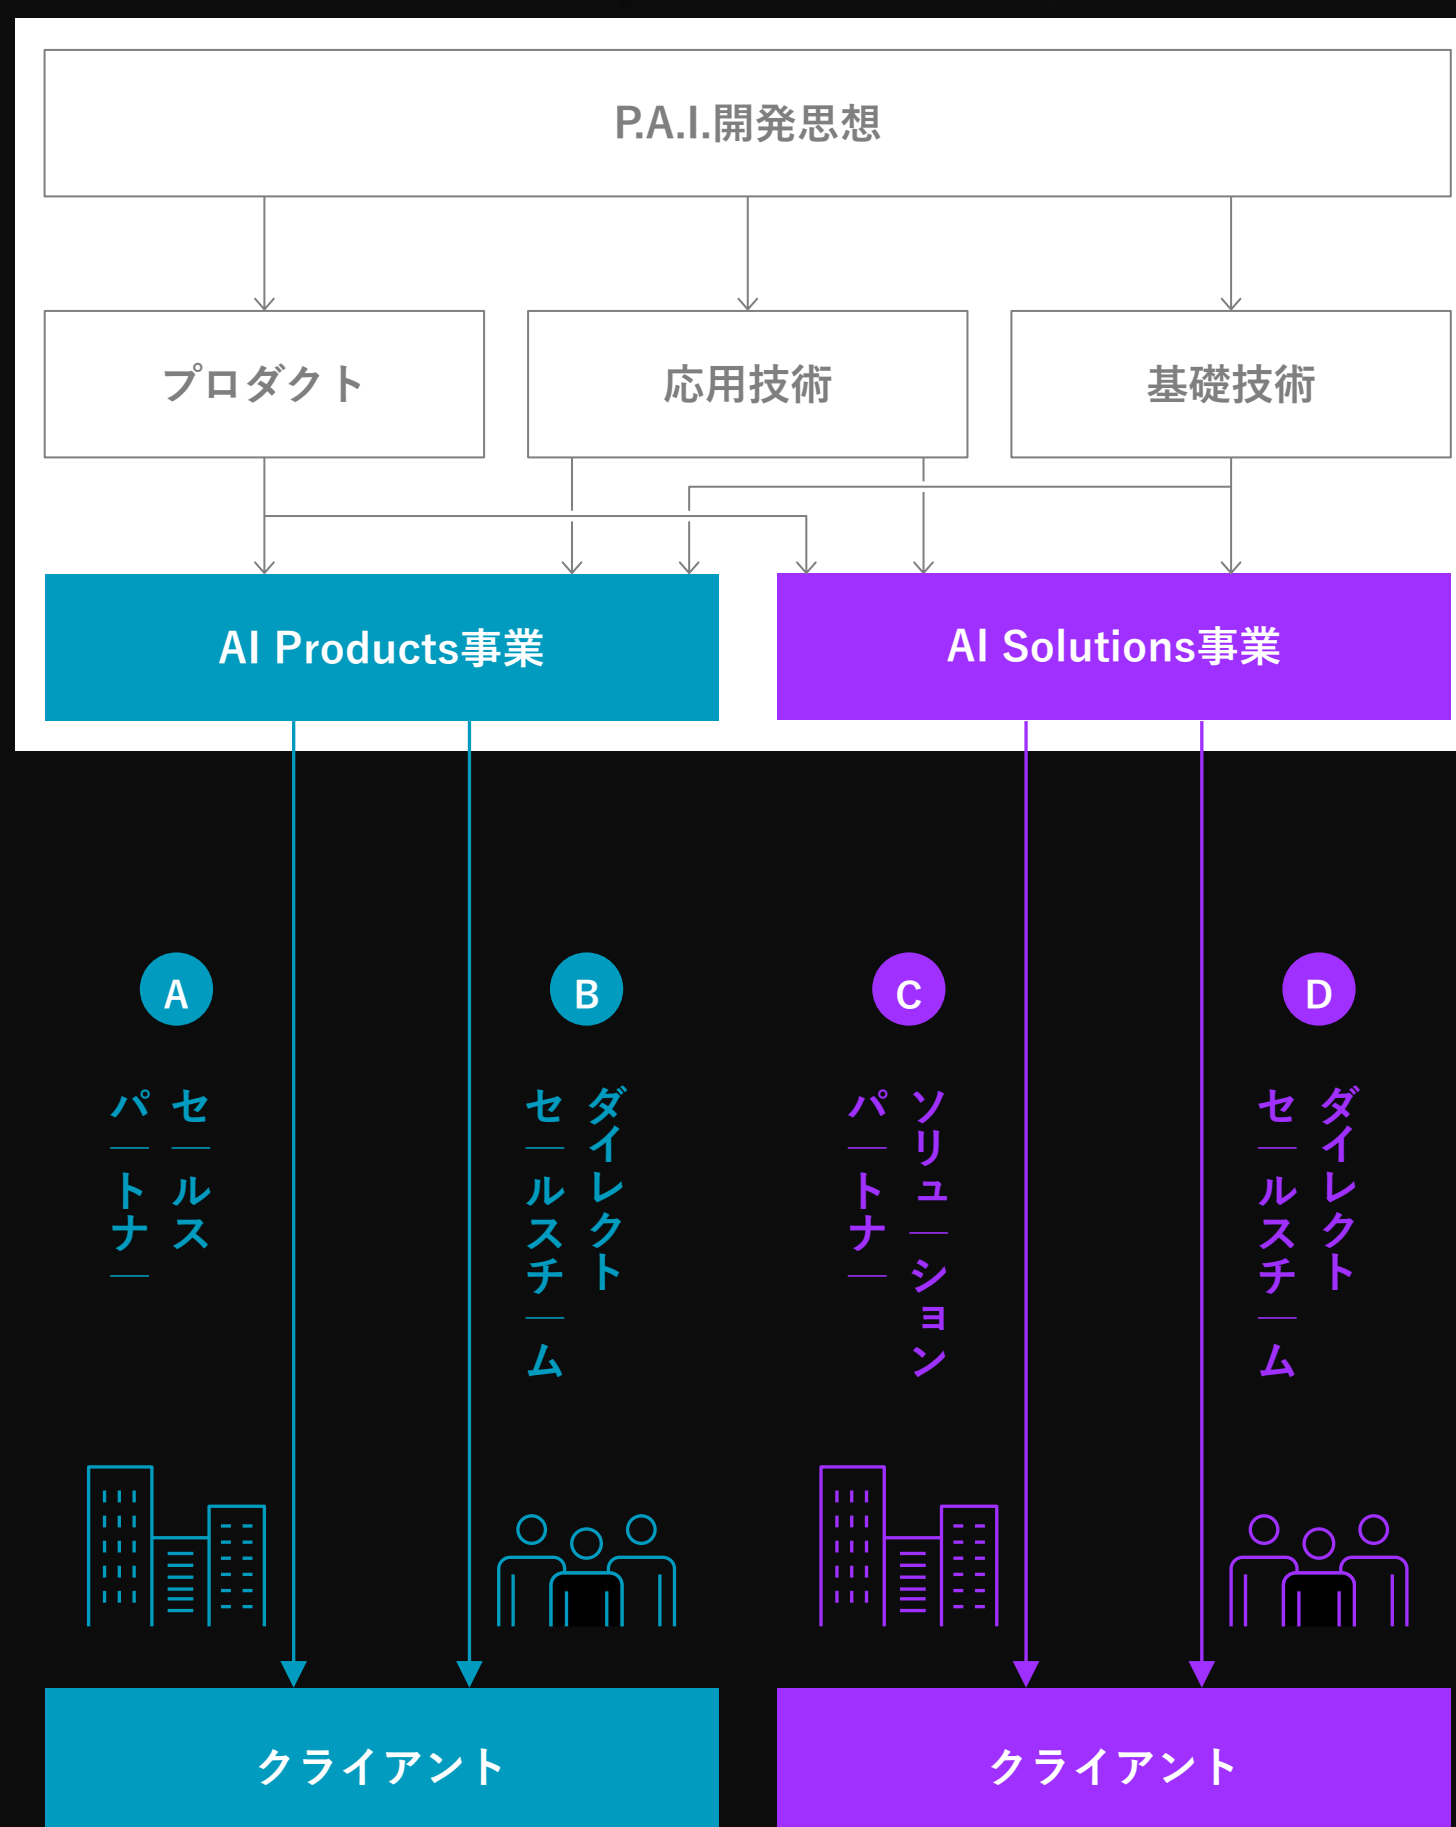 P.A.I.開発思想
プロダクト
応用技術
基礎技術
AI Products事業
AI Solutions事業
A
セールス
パートナー
B
ダイレクト
セールスチーム
C
ソリューション
パートナー
D
ダイレクト
セールスチーム
クライアント
クライアント